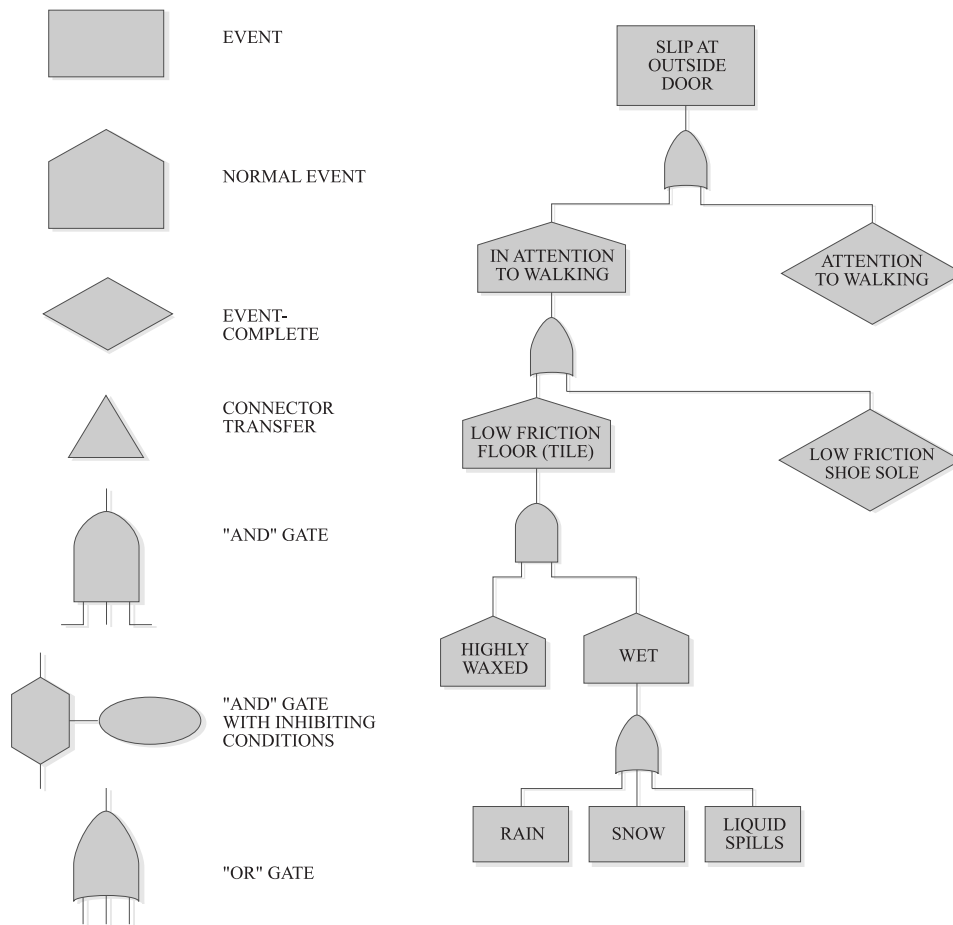 EVENT
NORMAL EVENT
EVENT-
COMPLETE
CONNECTOR
TRANSFER
"AND" GATE
"AND" GATE
WITH INHIBITING
CONDITIONS
"OR" GATE
SLIP AT
OUTSIDE
DOOR
IN ATTENTION
TO WALKING
ATTENTION
TO WALKING
LOW FRICTION
FLOOR (TILE)
LOW FRICTION
SHOE SOLE
HIGHLY
WAXED
WET
RAIN
SNOW
LIQUID
SPILLS